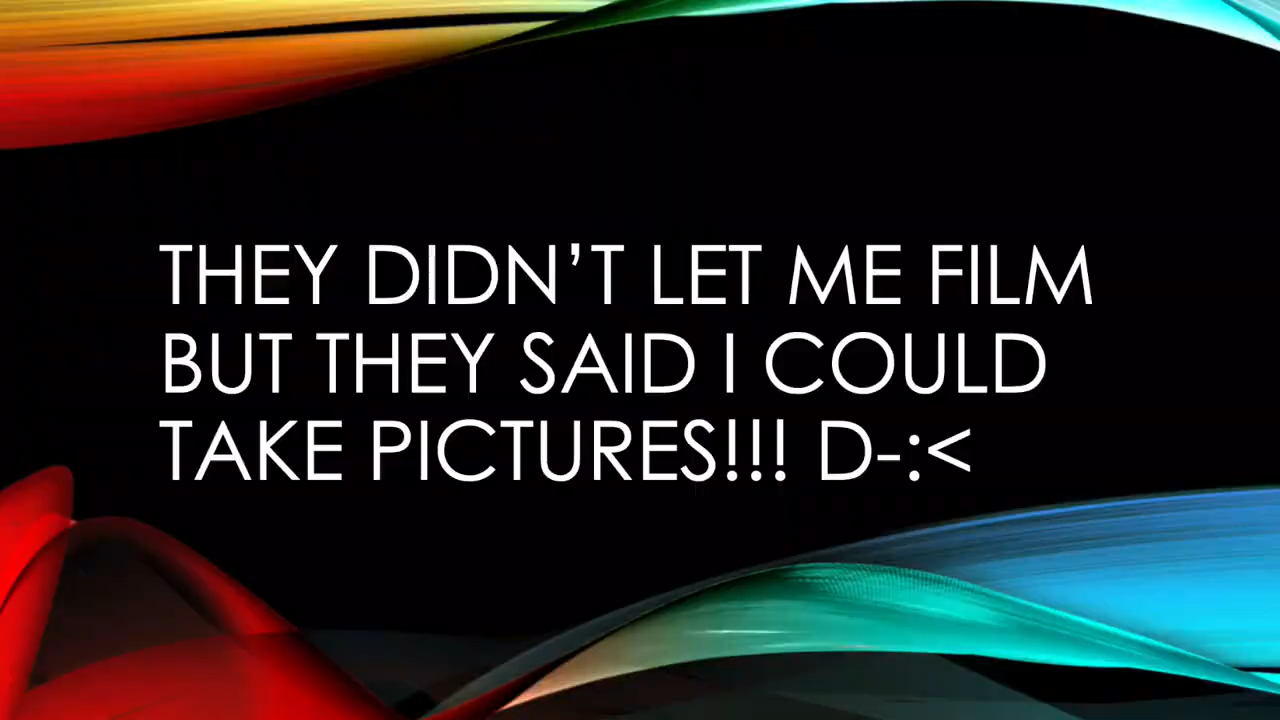 THEY DIDN’T LET ME FILM
BUT THEY SAID I COULD
TAKE PICTURES!!! D-:<